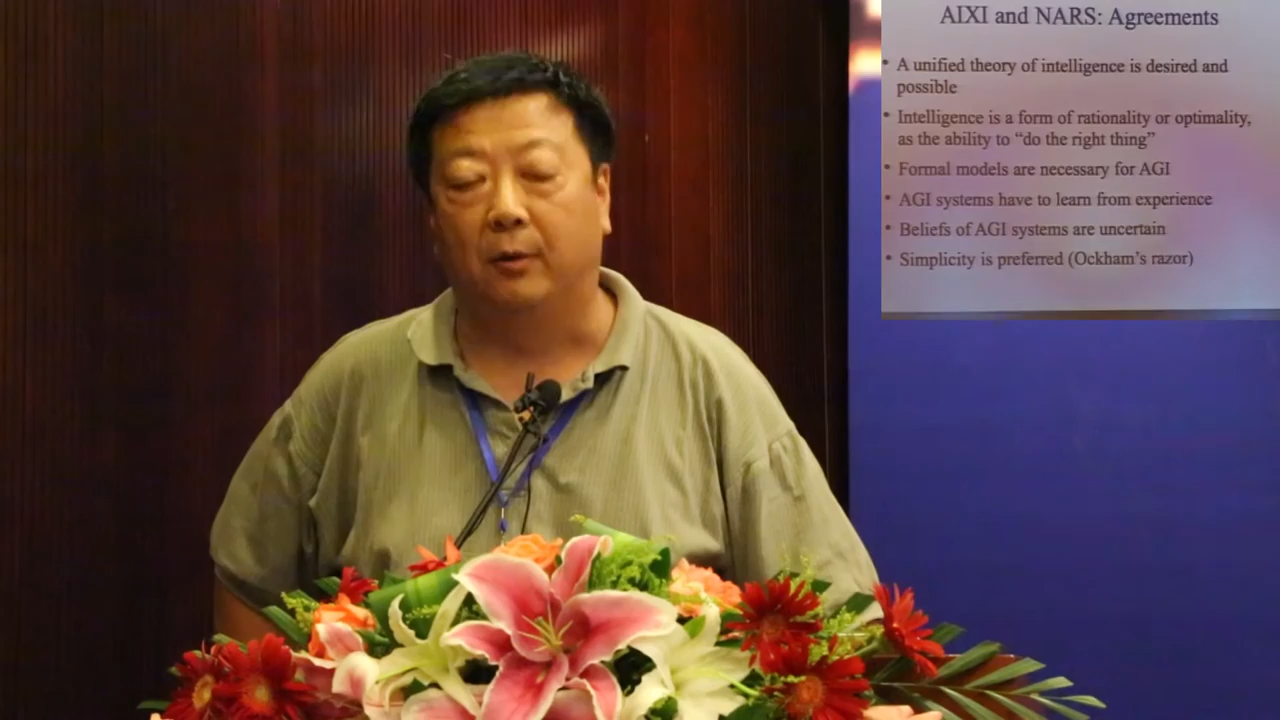 AIXI and NARS: Agreements
• A unified theory of intelligence is desired and
possible
• Intelligence is a form of rationality or optimality,
as the ability to “do the right thing”
• Formal models are necessary for AGI
• AGI systems have to learn from experience
• Beliefs of AGI systems are uncertain
• Simplicity is preferred (Ockham’s razor)